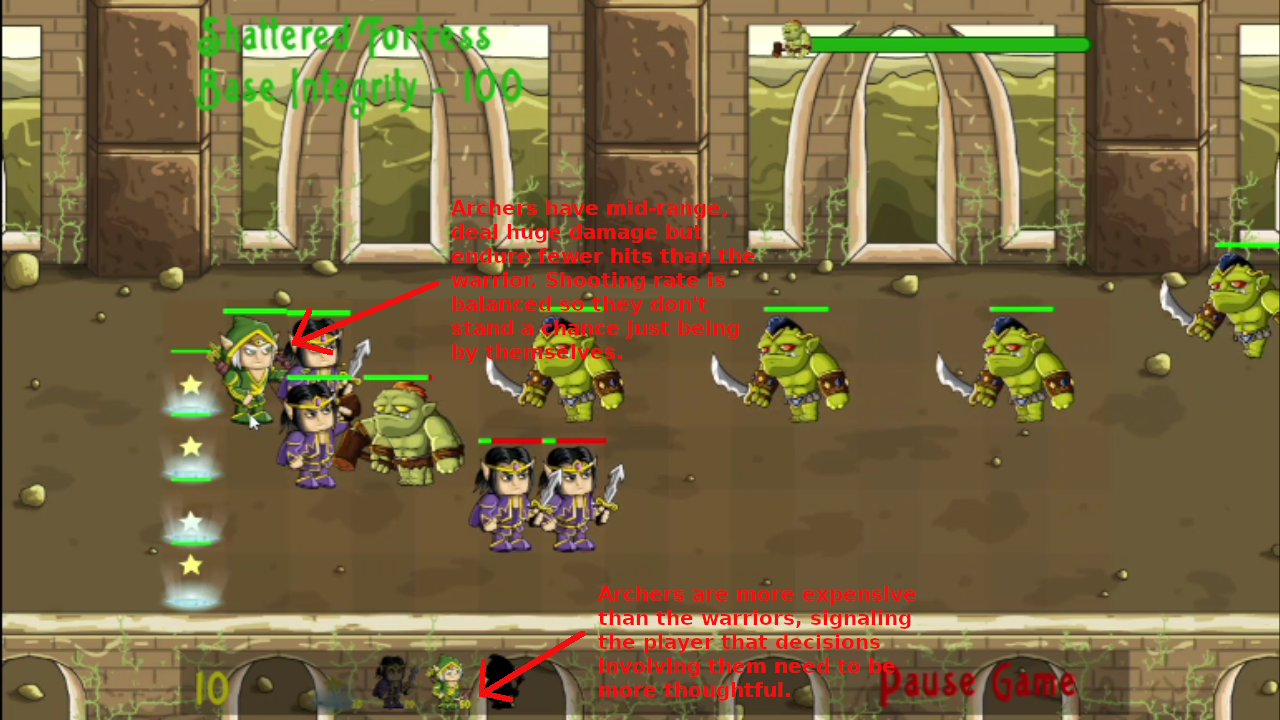 Shattered Fortress
Base Integrity - 100
Archers have mid-range,
deal huge damage but
endure fewer hits than the
warrior. Shooting rate is
balanced so they don't
stand a chance just being
by themselves.
Archers are more expensive
than the warriors, signaling
the player that decisions
involving them need to be
more thoughtful.
10
20
Pause Game